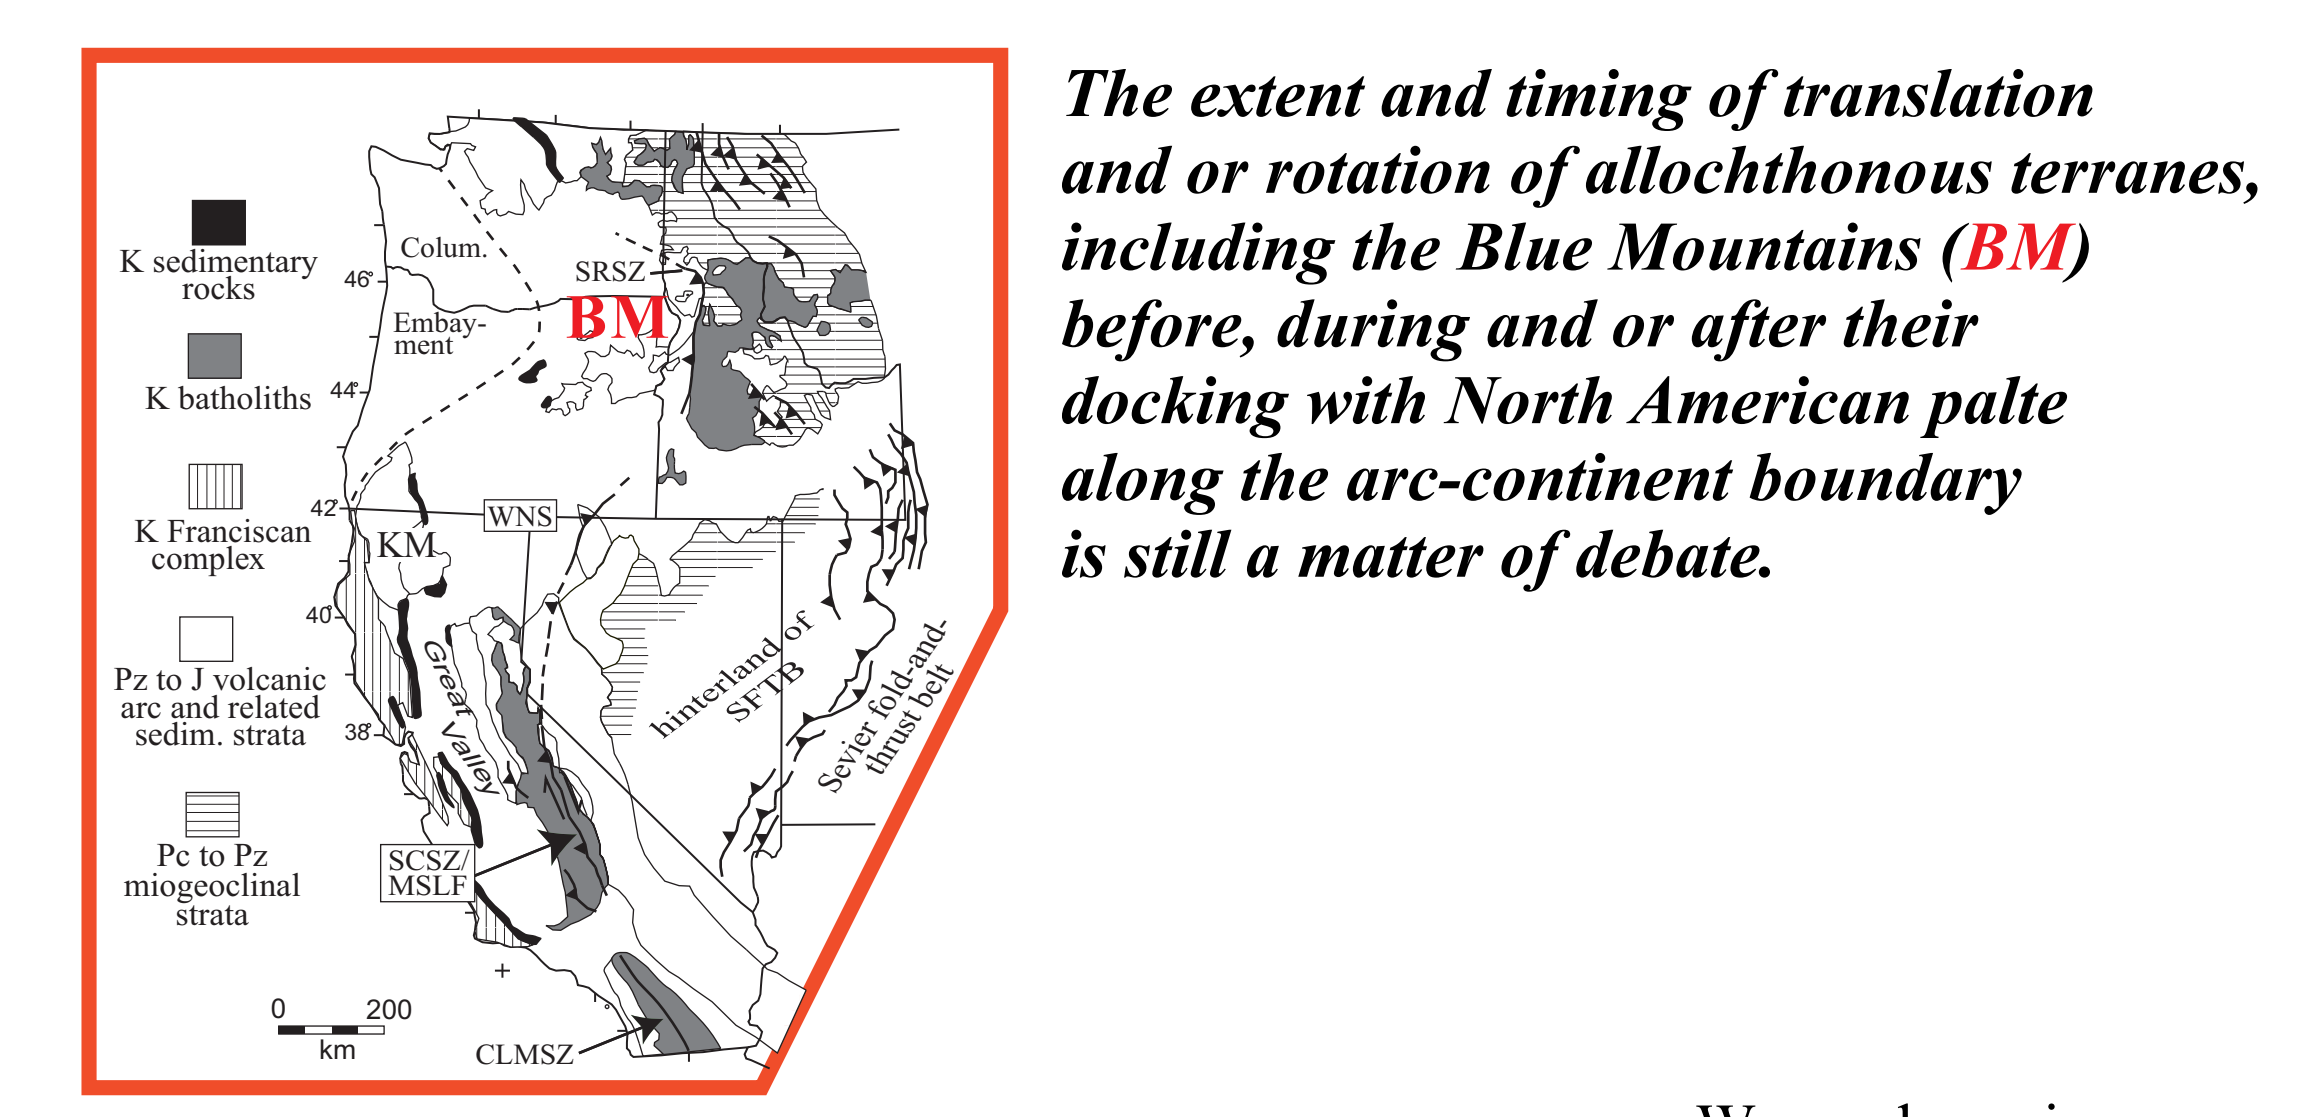 The extent and timing of translation
and or rotation of allochthonous terranes,
including the Blue Mountains (BM)
before, during and or after their
docking with North American palte
along the arc-continent boundary
is still a matter of debate.
K sedimentary
rocks
K batholiths
K Franciscan
complex
Pz to J volcanic
arc and related
sedim. strata
Pc to Pz
miogeoclinal
strata
0 200
km
46°
44°
42°
40°
38°
Colum.
Embay-
ment
SRSZ
BM
WNS
KM
Great Valley
hinterland of
SFTB
Sevier fold-and-
thrust belt
SCSZ/
MSLF
CLMSZ